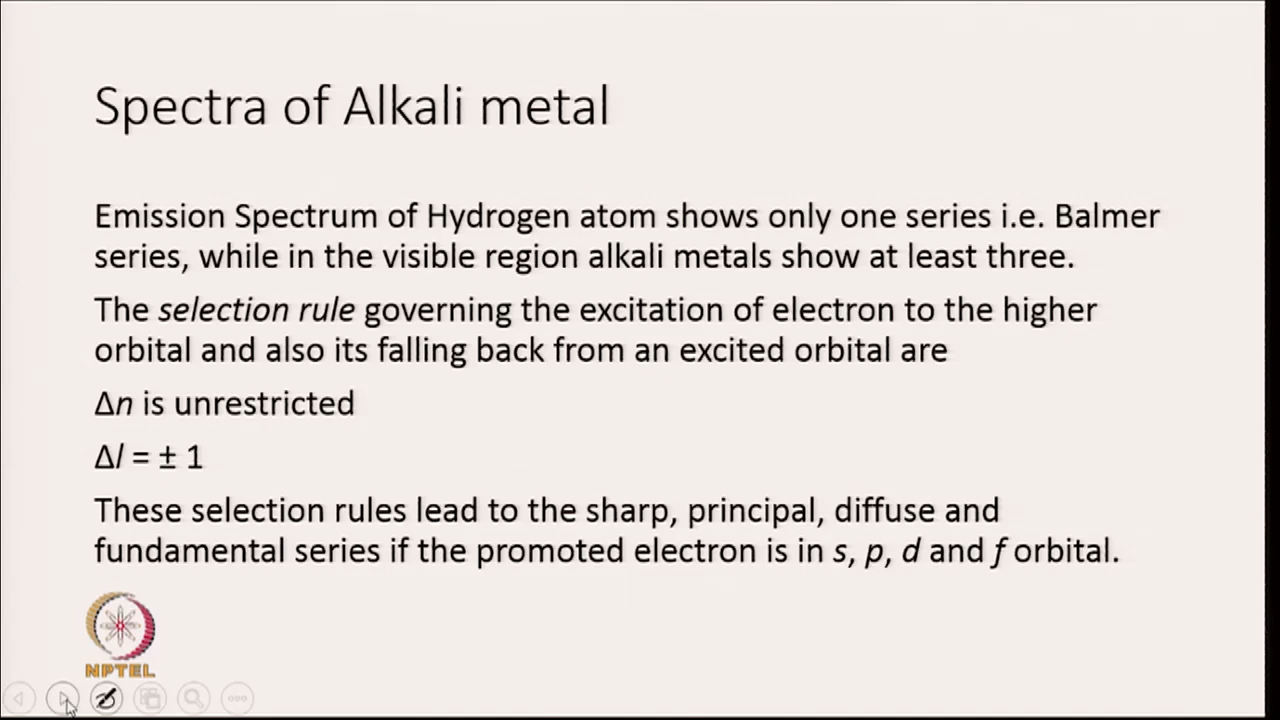 Spectra of Alkali metal
Emission Spectrum of Hydrogen atom shows only one series i.e. Balmer
series, while in the visible region alkali metals show at least three.
The selection rule governing the excitation of electron to the higher
orbital and also its falling back from an excited orbital are
Δn is unrestricted
Δl = ± 1
These selection rules lead to the sharp, principal, diffuse and
fundamental series if the promoted electron is in s, p, d and f orbital.
NPTEL